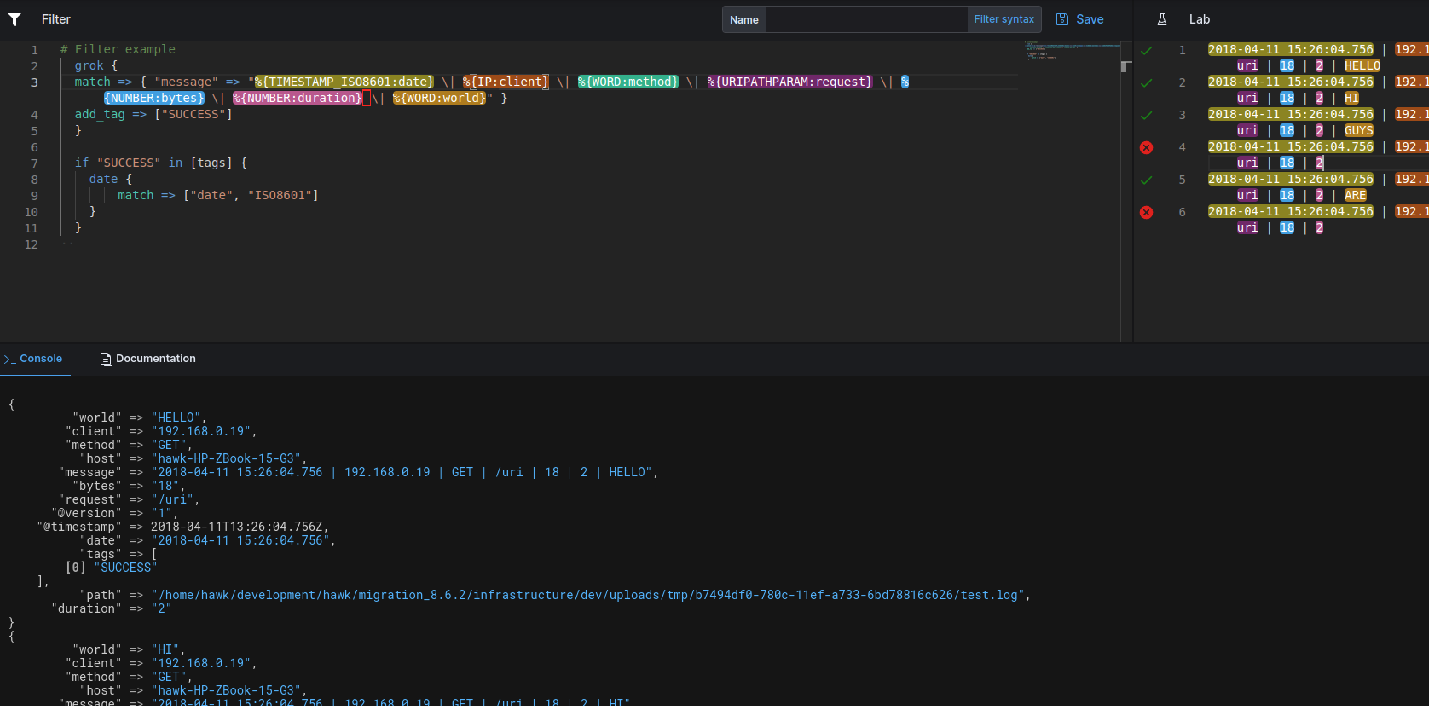 Filter
Name
Filter syntax
Save
Lab
1 # Filter example
2 grok {
3 match => { "message" => "%{TIMESTAMP_ISO8601:date} \| %{IP:client} \| %{WORD:method} \| %{URIPATHPARAM:request} \| %
{NUMBER:bytes} \| %{NUMBER:duration} \| %{WORD:world}" }
4 add_tag => ["SUCCESS"]
5 }
6
7 if "SUCCESS" in [tags] {
8 date {
9 match => ["date", "ISO8601"]
10 }
11 }
12
1 2018-04-11 15:26:04.756 | 192.1
uri | 18 | 2 | HELLO
2 2018-04-11 15:26:04.756 | 192.1
uri | 18 | 2 | HI
3 2018-04-11 15:26:04.756 | 192.1
uri | 18 | 2 | GUYS
4 2018-04-11 15:26:04.756 | 192.1
uri | 18 | 2
5 2018-04-11 15:26:04.756 | 192.1
uri | 18 | 2 | ARE
6 2018-04-11 15:26:04.756 | 192.1
uri | 18 | 2
>_ Console
Documentation
{
"world" => "HELLO",
"client" => "192.168.0.19",
"method" => "GET",
"host" => "hawk-HP-ZBook-15-G3",
"message" => "2018-04-11 15:26:04.756 | 192.168.0.19 | GET | /uri | 18 | 2 | HELLO",
"bytes" => "18",
"request" => "/uri",
"@version" => "1",
"@timestamp" => 2018-04-11T13:26:04.756Z,
"date" => "2018-04-11 15:26:04.756",
"tags" => [
[0] "SUCCESS"
],
"path" => "/home/hawk/development/hawk/migration_8.6.2/infrastructure/dev/uploads/tmp/b7494df0-780c-11ef-a733-6bd78816c626/test.log",
"duration" => "2"
}
{
"world" => "HI",
"client" => "192.168.0.19",
"method" => "GET",
"host" => "hawk-HP-ZBook-15-G3",
"message" => "2018-04-11 15:26:04.756 | 192.168.0.19 | GET | /uri | 18 | 2 | HI",